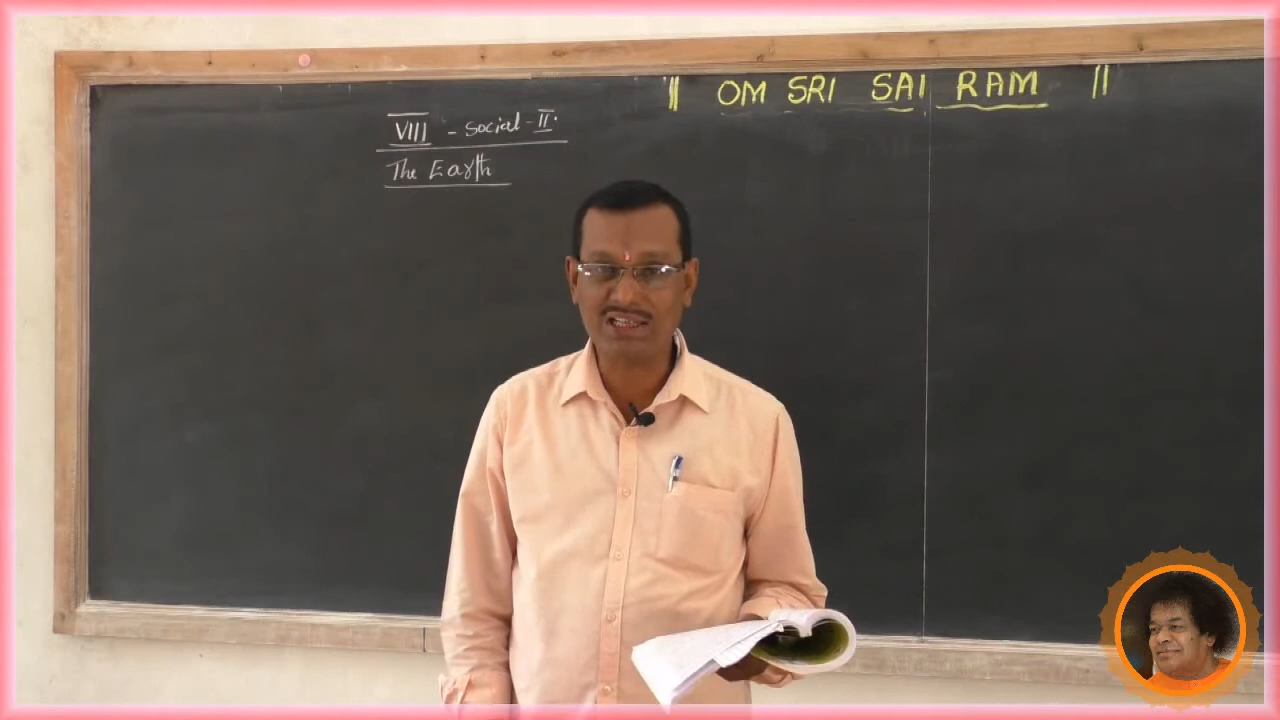 || OM SRI SAI RAM ||
VIII - Social - II.
The Earth